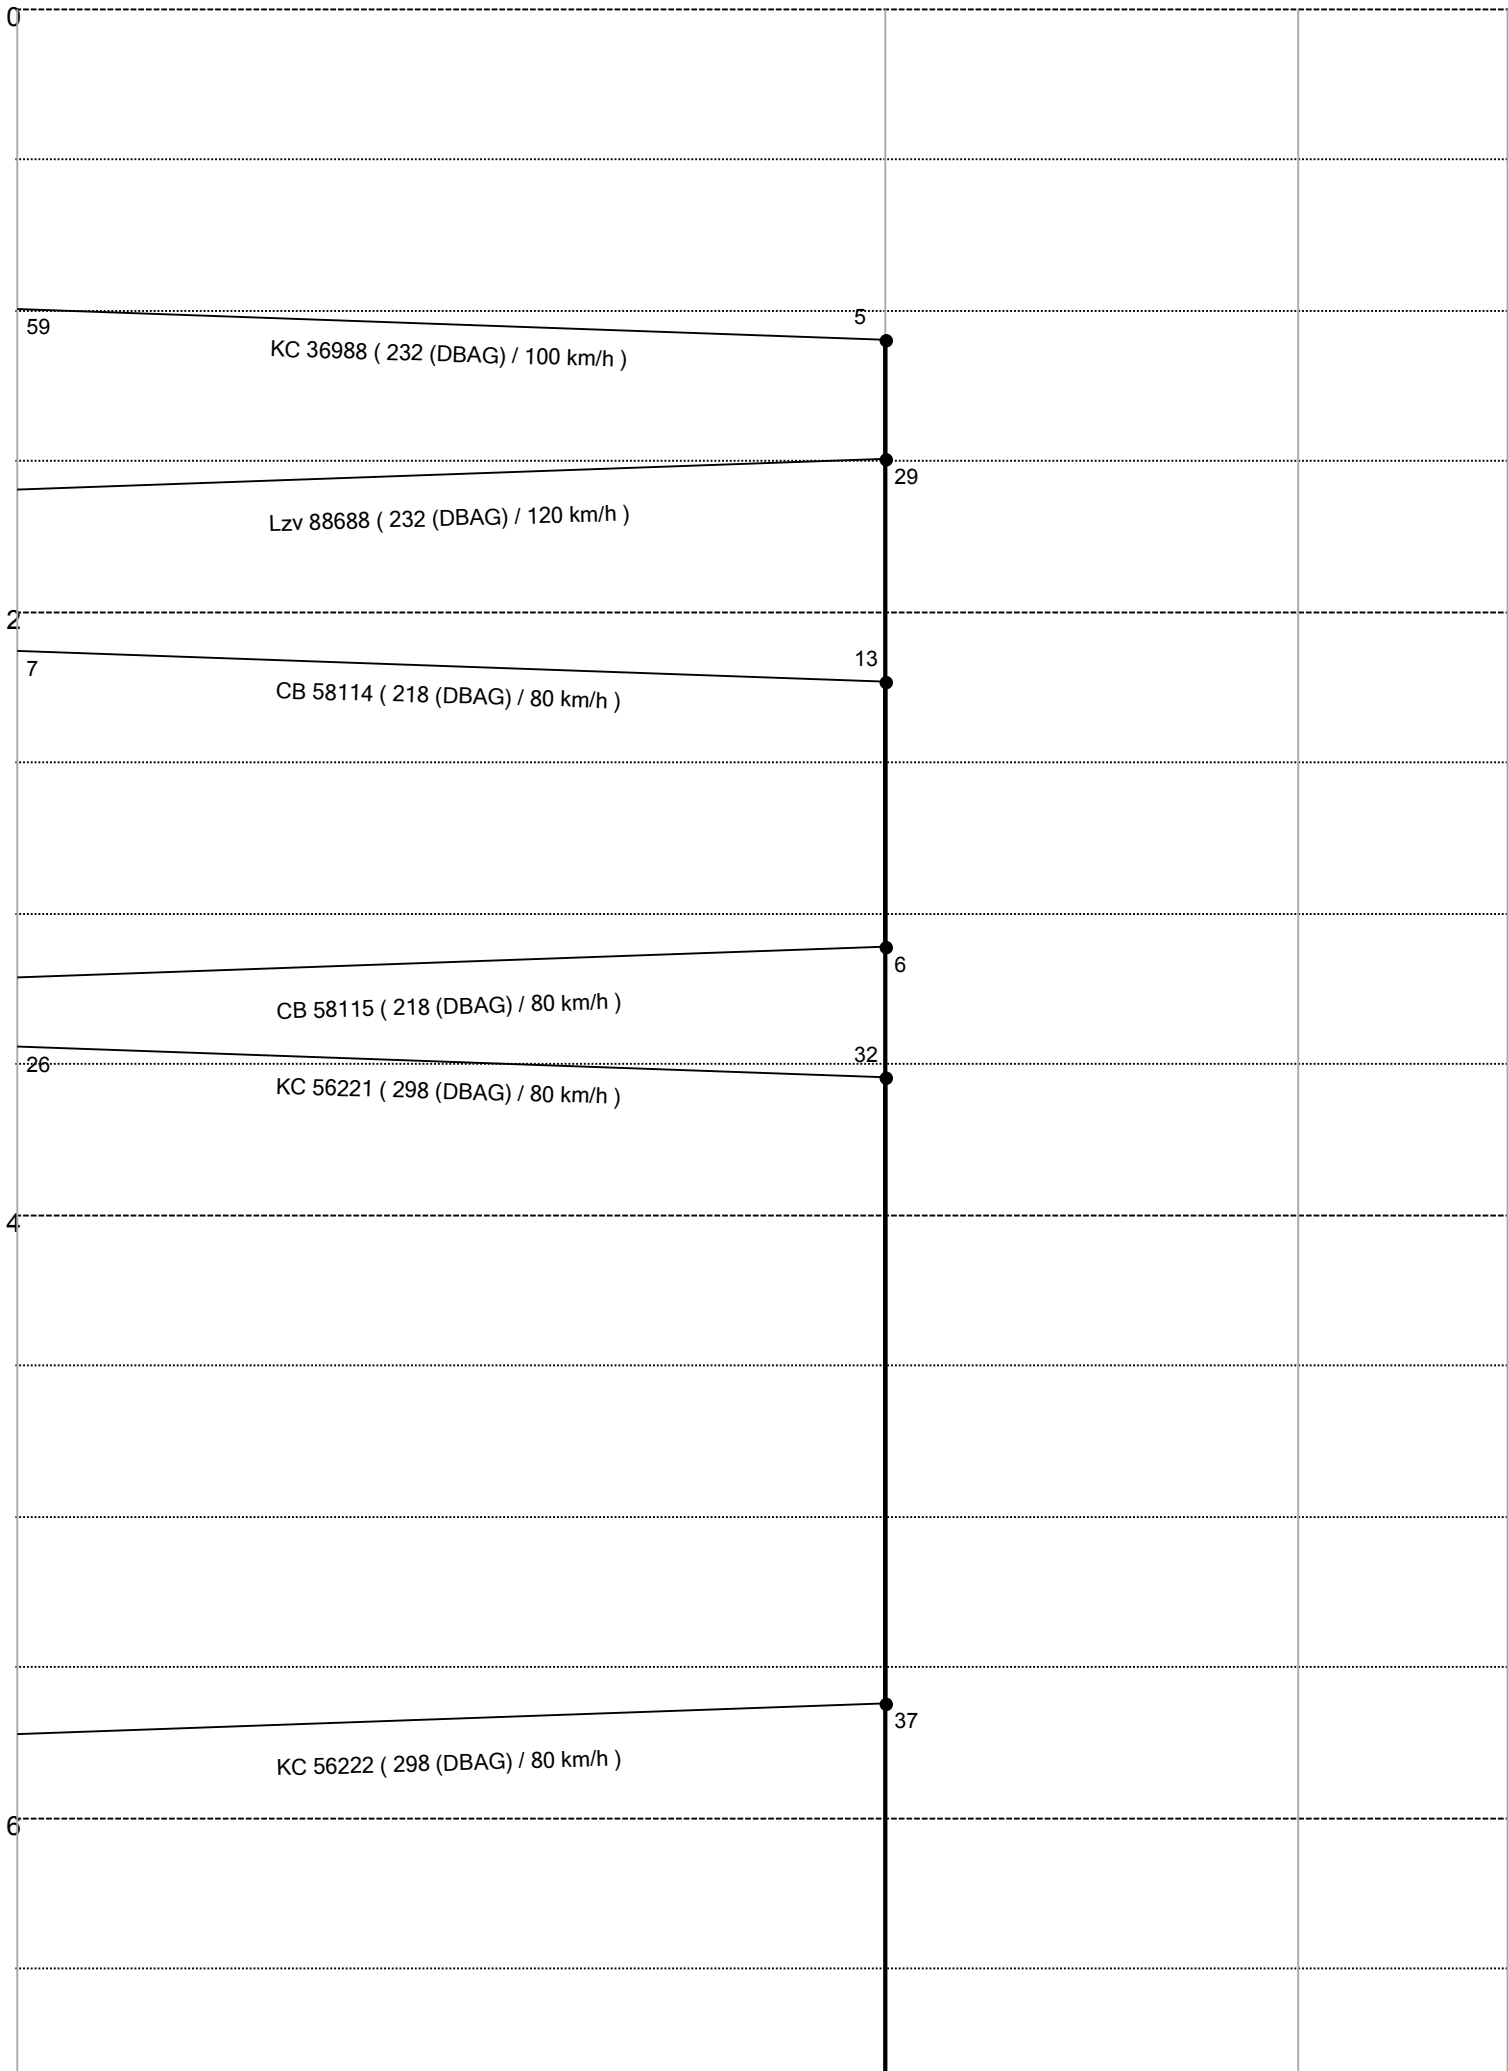 0
5
59
KC 36988 ( 232 (DBAG) / 100 km/h )
29
Lzv 88688 ( 232 (DBAG) / 120 km/h )
2
13
7
CB 58114 ( 218 (DBAG) / 80 km/h )
6
CB 58115 ( 218 (DBAG) / 80 km/h )
32
26
KC 56221 ( 298 (DBAG) / 80 km/h )
4
37
KC 56222 ( 298 (DBAG) / 80 km/h )
6